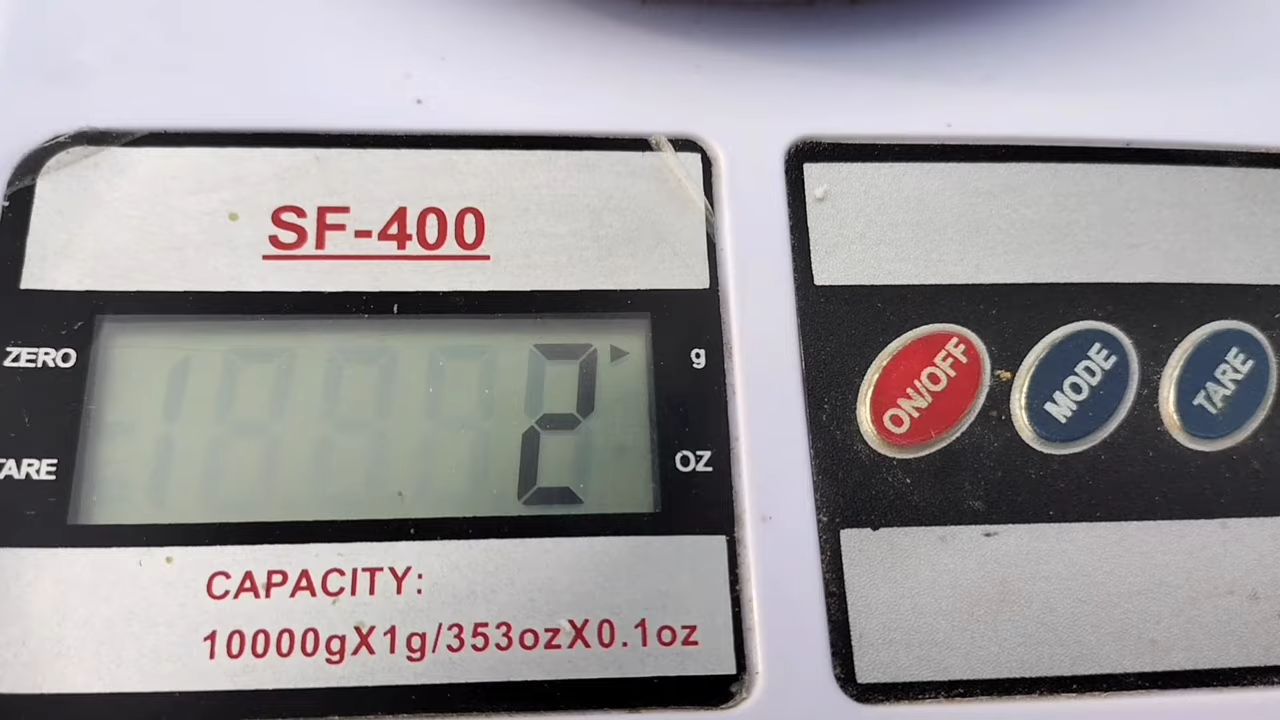 SF-400
ZERO
2
g
TARE
OZ
CAPACITY:
10000gX1g/353ozX0.1oz
ON/OFF
MODE
TARE